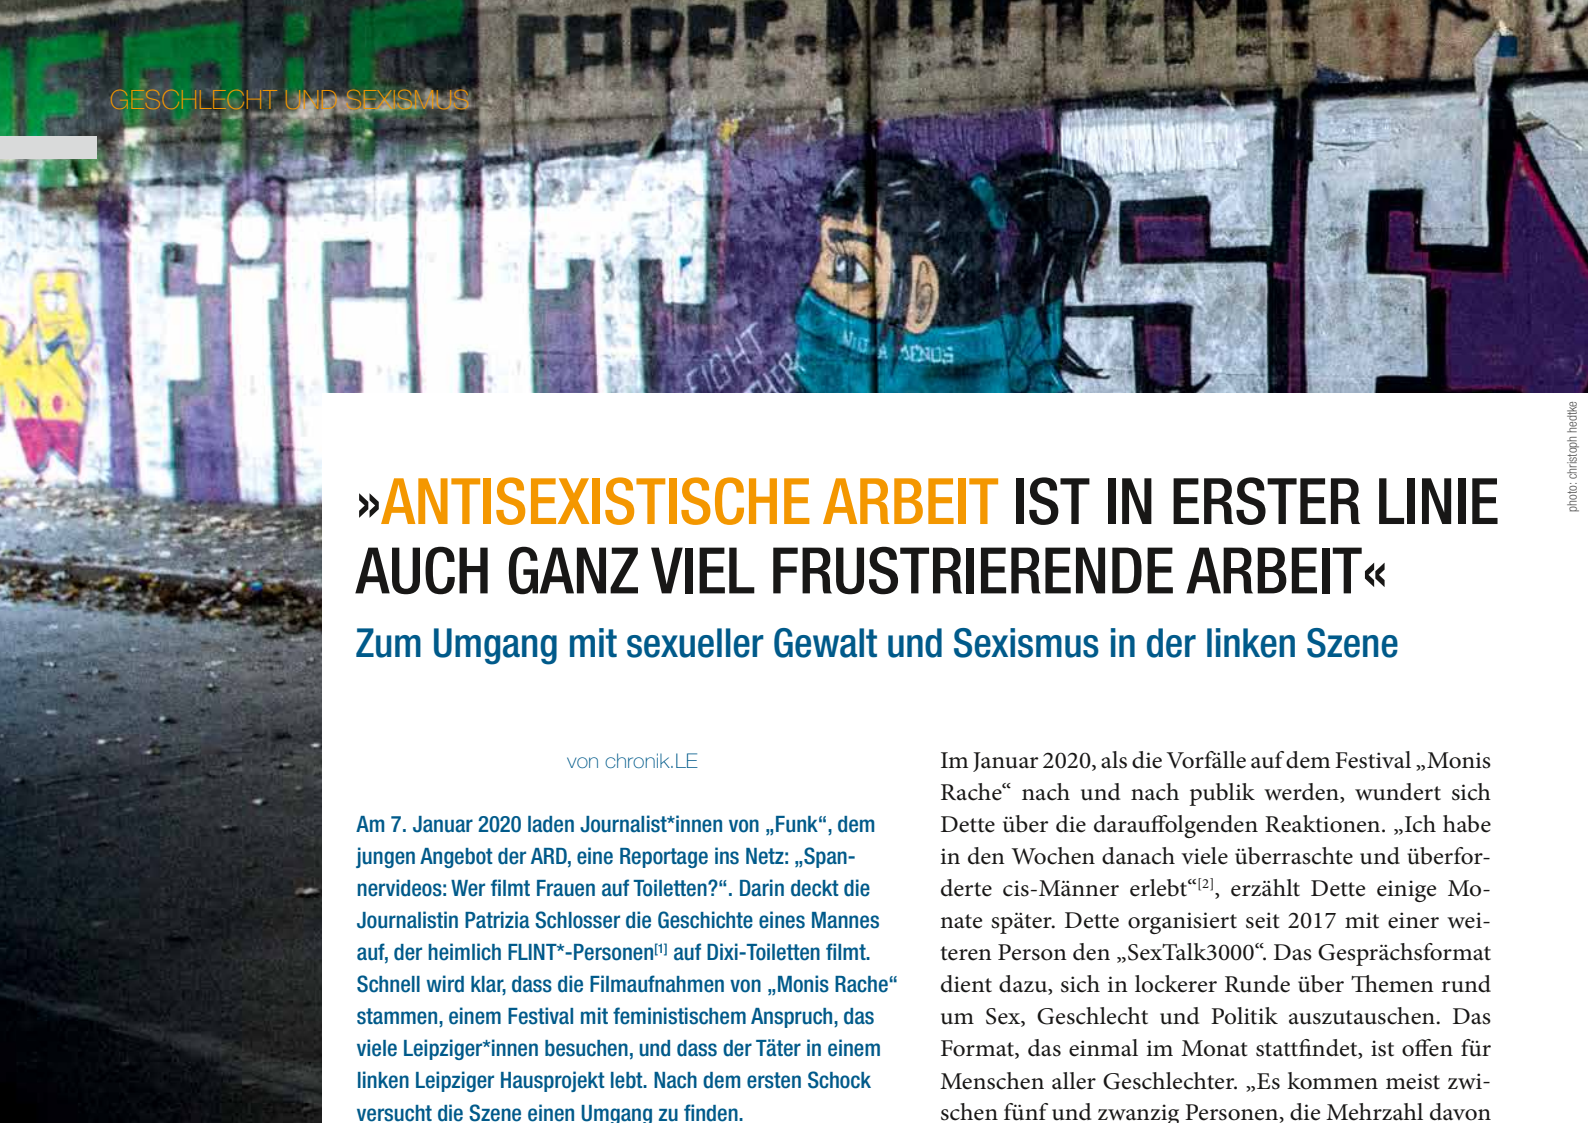 GESCHLECHT UND SEXISMUS
FIGHT
FIGHT
photo: christoph hedtke
»ANTISEXISTISCHE ARBEIT IST IN ERSTER LINIE
AUCH GANZ VIEL FRUSTRIERENDE ARBEIT«
Zum Umgang mit sexueller Gewalt und Sexismus in der linken Szene
von chronik.LE
Am 7. Januar 2020 laden Journalist*innen von „Funk“, dem
jungen Angebot der ARD, eine Reportage ins Netz: „Span-
nervideos: Wer filmt Frauen auf Toiletten?“. Darin deckt die
Journalistin Patrizia Schlosser die Geschichte eines Mannes
auf, der heimlich FLINT*-Personen[1] auf Dixi-Toiletten filmt.
Schnell wird klar, dass die Filmaufnahmen von „Monis Rache“
stammen, einem Festival mit feministischem Anspruch, das
viele Leipziger*innen besuchen, und dass der Täter in einem
linken Leipziger Hausprojekt lebt. Nach dem ersten Schock
versucht die Szene einen Umgang zu finden.
Im Januar 2020, als die Vorfälle auf dem Festival „Monis
Rache“ nach und nach publik werden, wundert sich
Dette über die darauffolgenden Reaktionen. „Ich habe
in den Wochen danach viele überraschte und überfor-
derte cis-Männer erlebt“[2], erzählt Dette einige Mo-
nate später. Dette organisiert seit 2017 mit einer wei-
teren Person den „SexTalk3000“. Das Gesprächsformat
dient dazu, sich in lockerer Runde über Themen rund
um Sex, Geschlecht und Politik auszutauschen. Das
Format, das einmal im Monat stattfindet, ist offen für
Menschen aller Geschlechter. „Es kommen meist zwi-
schen fünf und zwanzig Personen, die Mehrzahl davon